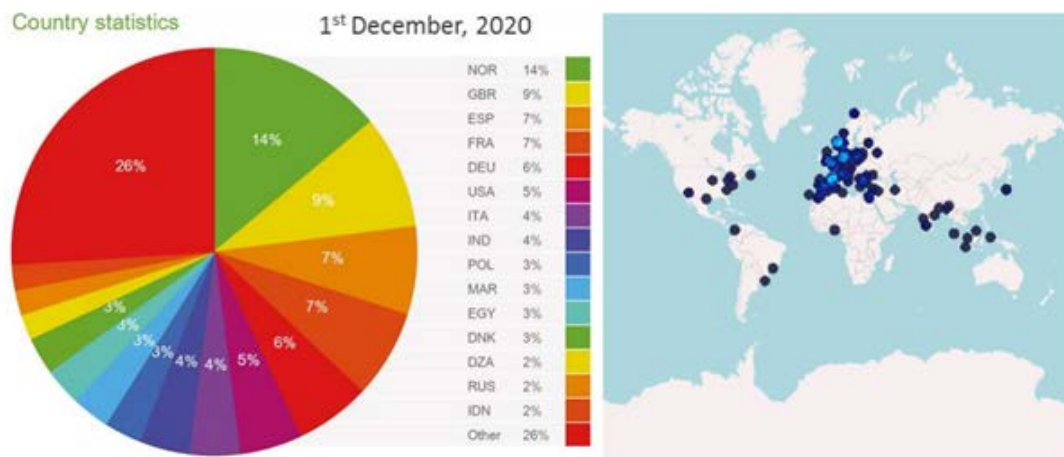 Country statistics
1st December, 2020
NOR 14%
GBR 9%
ESP 7%
FRA 7%
DEU 6%
USA 5%
ITA 4%
IND 4%
POL 3%
MAR 3%
EGY 3%
DNK 3%
DZA 2%
RUS 2%
IDN 2%
Other 26%
26%
14%
9%
7%
7%
6%
5%
4%
4%
3%
3%
3%
3%